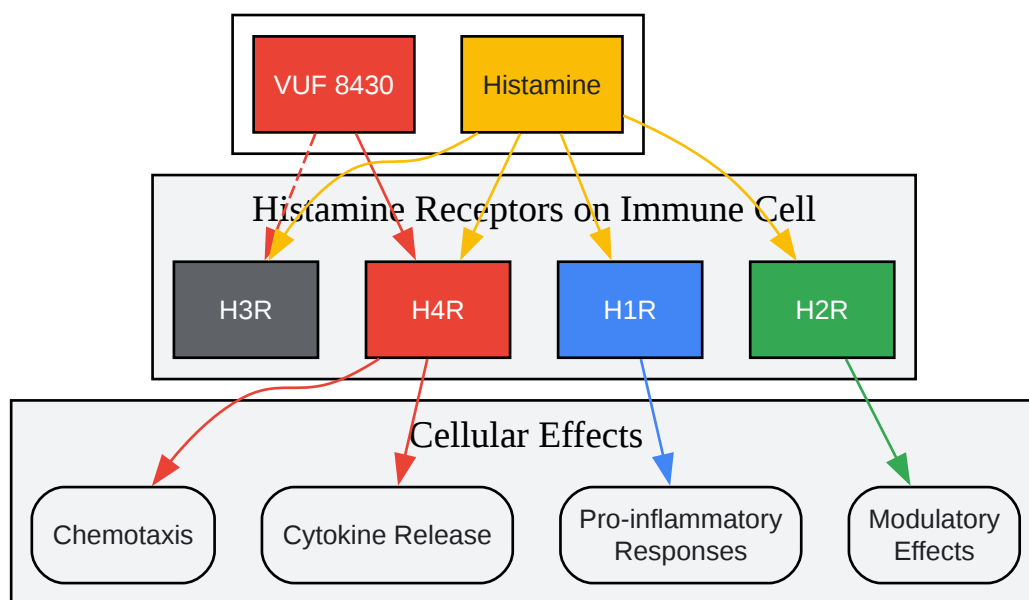 VUF 8430
Histamine
Histamine Receptors on Immune Cell
H3R
H4R
H1R
H2R
Cellular Effects
Chemotaxis
Cytokine Release
Pro-inflammatory
Responses
Modulatory
Effects